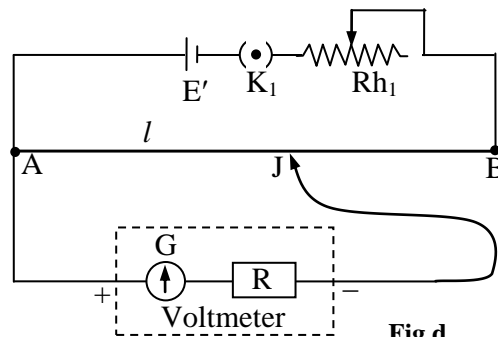 E′ K₁ Rh₁
l
A J B
G
+ R –
Voltmeter
Fig d